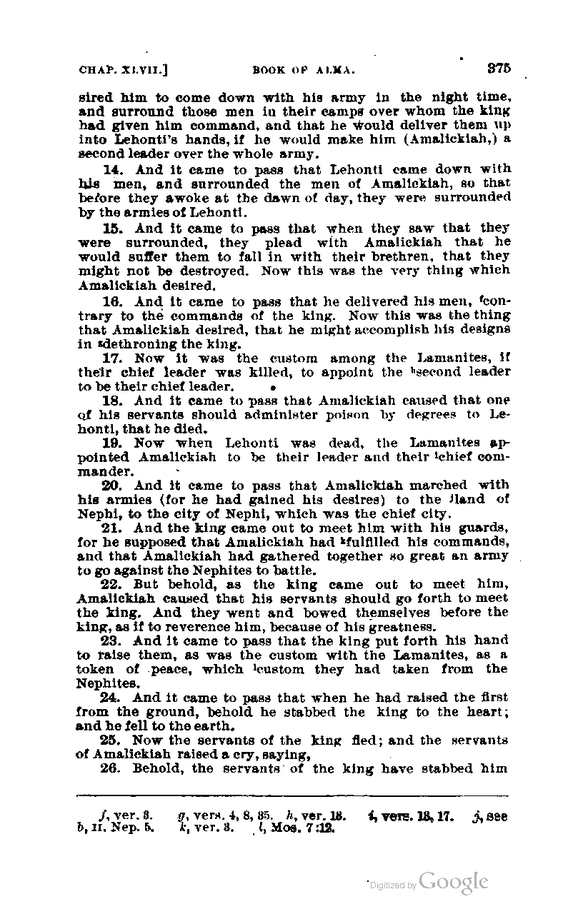 CHAP. XLVII.] BOOK OF ALMA. 375
sired him to come down with his army in the night time,
and surround those men in their camps over whom the king
had given him command, and that he would deliver them up
into Lehonti's hands, if he would make him (Amalickiah,) a
second leader over the whole army.
14. And it came to pass that Lehonti came down with
his men, and surrounded the men of Amalickiah, so that
before they awoke at the dawn of day, they were surrounded
by the armies of Lehonti.
15. And it came to pass that when they saw that they
were surrounded, they plead with Amalickiah that he
would suffer them to fall in with their brethren, that they
might not be destroyed. Now this was the very thing which
Amalickiah desired.
16. And it came to pass that he delivered his men, fcon-
trary to the commands of the king. Now this was the thing
that Amalickiah desired, that he might accomplish his designs
in gdethroning the king.
17. Now it was the custom among the Lamanites, if
their chief leader was killed, to appoint the hsecond leader
to be their chief leader.
18. And it came to pass that Amalickiah caused that one
of his servants should administer poison by degrees to Le-
honti, that he died.
19. Now when Lehonti was dead, the Lamanites ap-
pointed Amalickiah to be their leader and their ichief com-
mander.
20. And it came to pass that Amalickiah marched with
his armies (for he had gained his desires) to the jland of
Nephi, to the city of Nephi, which was the chief city.
21. And the king came out to meet him with his guards,
for he supposed that Amalickiah had kfulfilled his commands,
and that Amalickiah had gathered together so great an army
to go against the Nephites to battle.
22. But behold, as the king came out to meet him,
Amalickiah caused that his servants should go forth to meet
the king. And they went and bowed themselves before the
king, as if to reverence him, because of his greatness.
23. And it came to pass that the king put forth his hand
to raise them, as was the custom with the Lamanites, as a
token of peace, which lcustom they had taken from the
Nephites.
24. And it came to pass that when he had raised the first
from the ground, behold he stabbed the king to the heart;
and he fell to the earth.
25. Now the servants of the king fled; and the servants
of Amalickiah raised a cry, saying,
26. Behold, the servants of the king have stabbed him
f, ver. 3. g, vers. 4, 8, 35. h, ver. 13. i, vers. 13, 17. j, see
b, II. Nep. 5. k, ver. 3. l, Mos. 7:12.
Digitized by Google